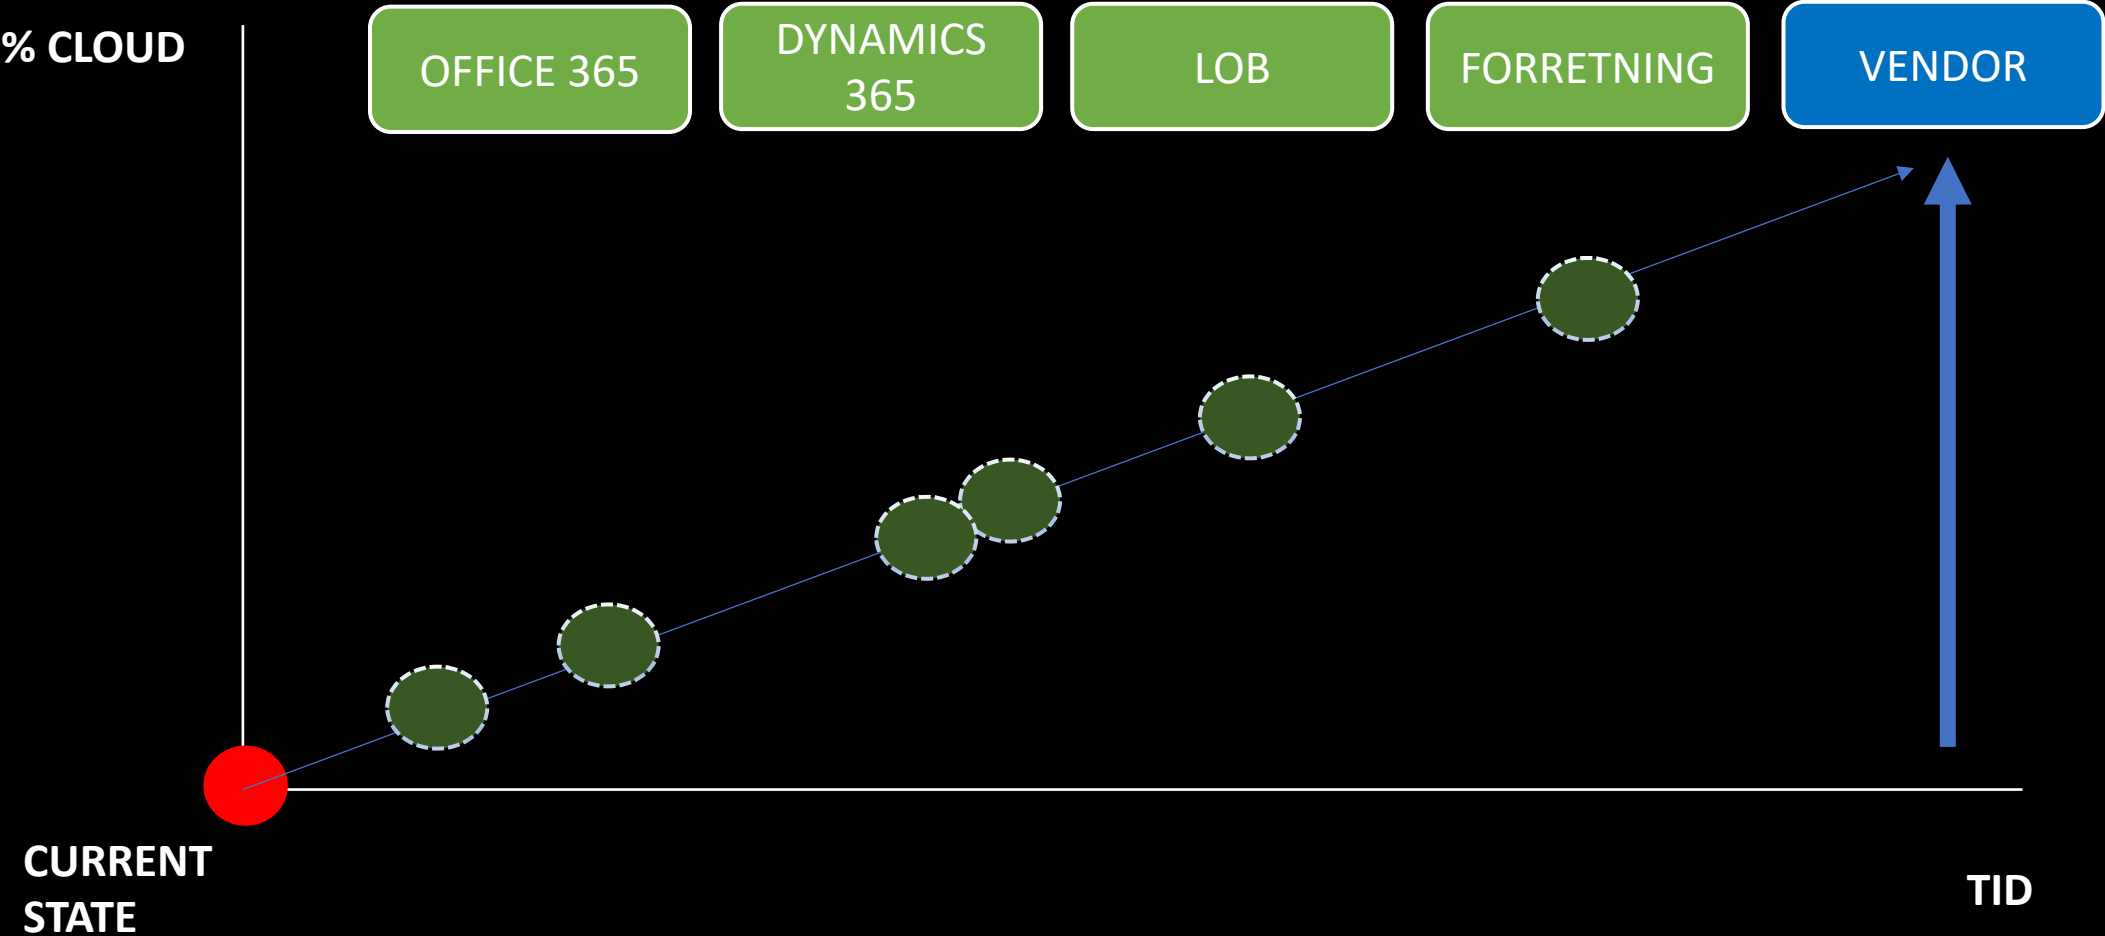 % CLOUD
OFFICE 365
DYNAMICS
365
LOB
FORRETNING
VENDOR
CURRENT
STATE
TID